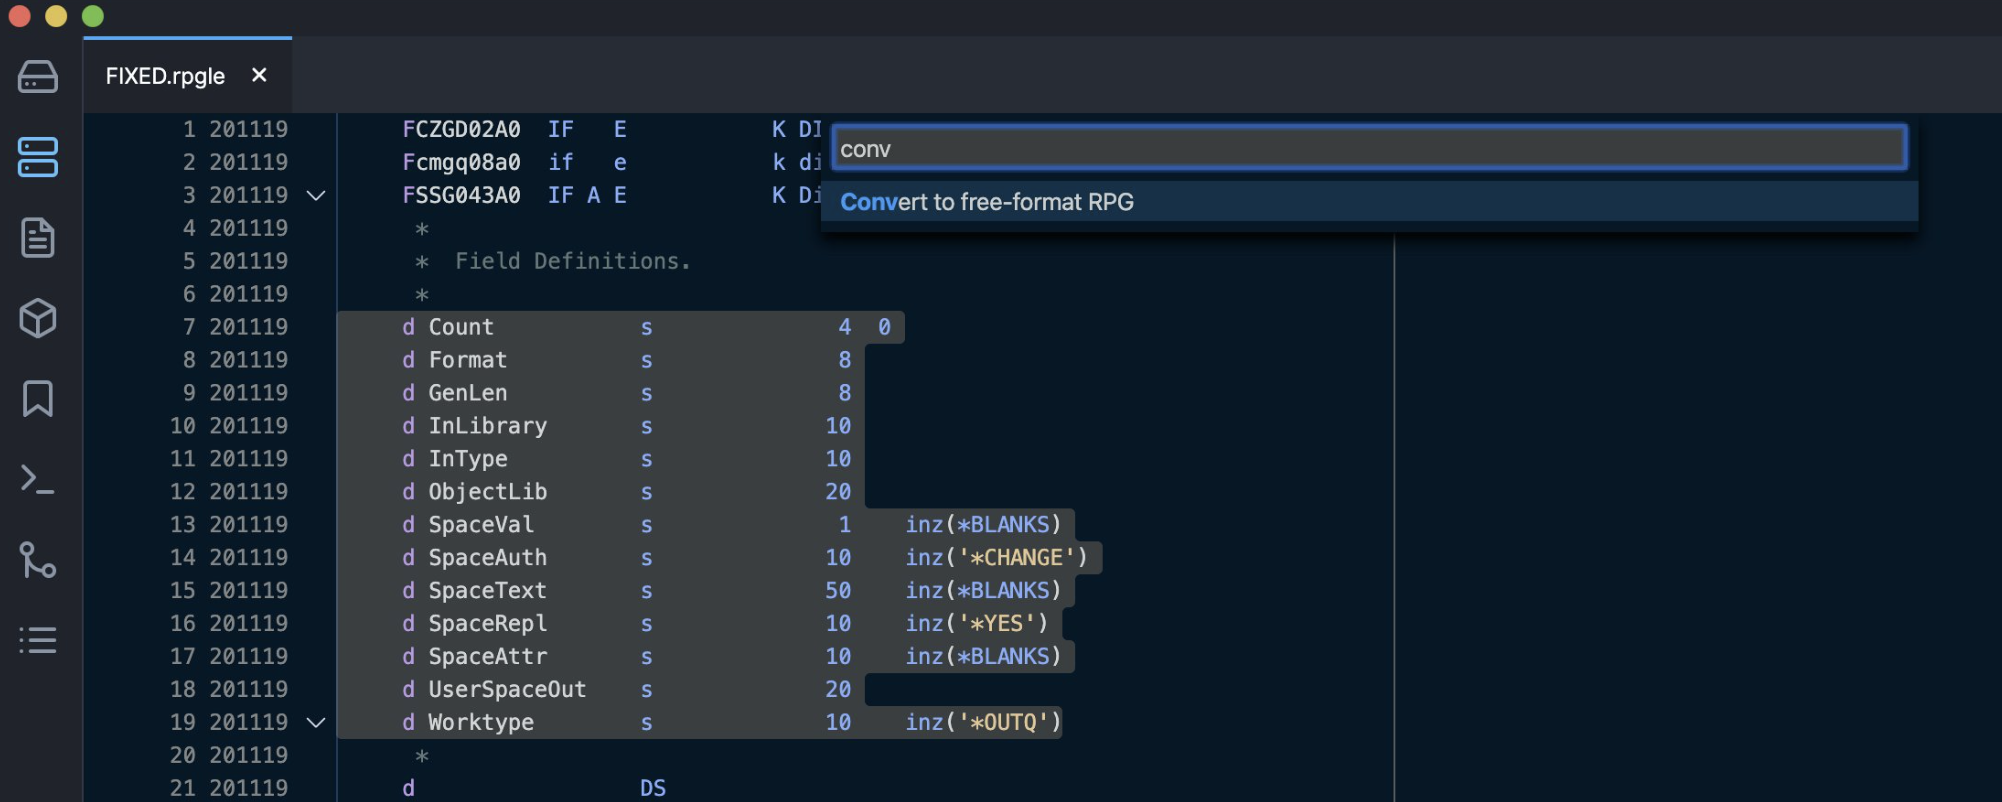 FIXED.rpgle ×
1 201119 FCZGD02A0 IF E K DI
2 201119 Fcmgq08a0 if e k di
3 201119 FSSG043A0 IF A E K Di
conv
Convert to free-format RPG
4 201119 *
5 201119 * Field Definitions.
6 201119 *
7 201119 d Count s 4 0
8 201119 d Format s 8
9 201119 d GenLen s 8
10 201119 d InLibrary s 10
11 201119 d InType s 10
12 201119 d ObjectLib s 20
13 201119 d SpaceVal s 1 inz(*BLANKS)
14 201119 d SpaceAuth s 10 inz('*CHANGE')
15 201119 d SpaceText s 50 inz(*BLANKS)
16 201119 d SpaceRepl s 10 inz('*YES')
17 201119 d SpaceAttr s 10 inz(*BLANKS)
18 201119 d UserSpaceOut s 20
19 201119 d Worktype s 10 inz('*OUTQ')
20 201119 *
21 201119 d DS